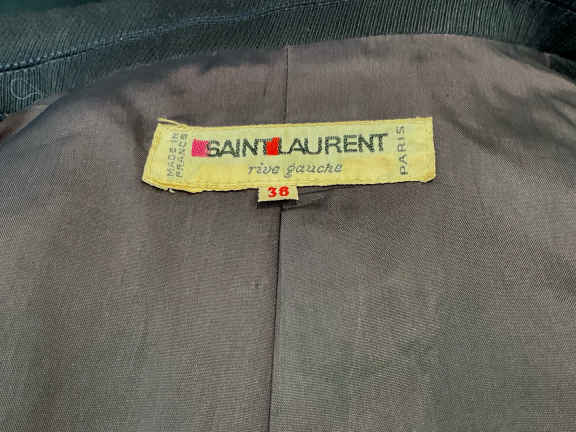 MADE IN
FRANCE
SAINT LAURENT
rive gauche
PARIS
36